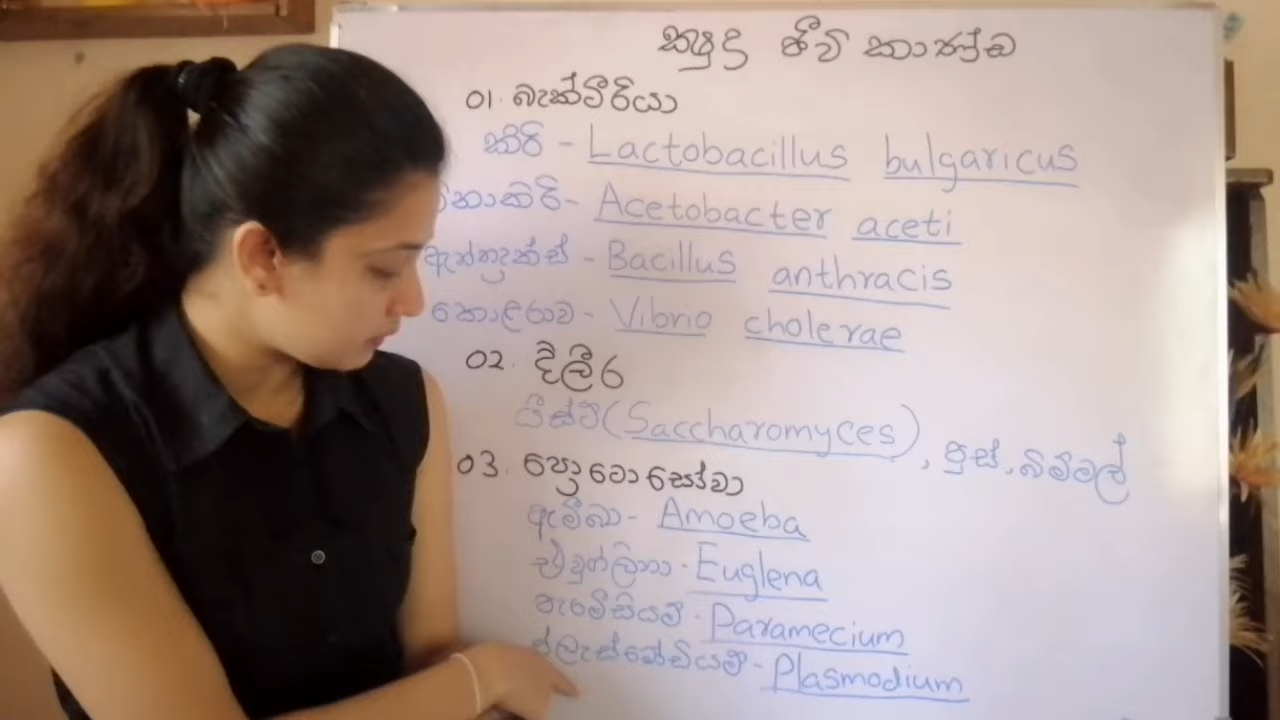 ක්ෂුද්‍ර ජීවි කාණ්ඩ
01. බැක්ටීරියා
කිරි - Lactobacillus bulgaricus
විනාකිරි - Acetobacter aceti
ඇන්ත්‍රැක්ස් - Bacillus anthracis
කොළරාව - Vibrio cholerae
02. දිලීර
යීස්ට් (Saccharomyces), පුස්, බිම්මල්
03. ප්‍රොටොසෝවා
ඇමීබා - Amoeba
යුග්ලිනා - Euglena
පැරමීසියම් - Paramecium
ප්ලැස්මෝඩියම් - Plasmodium